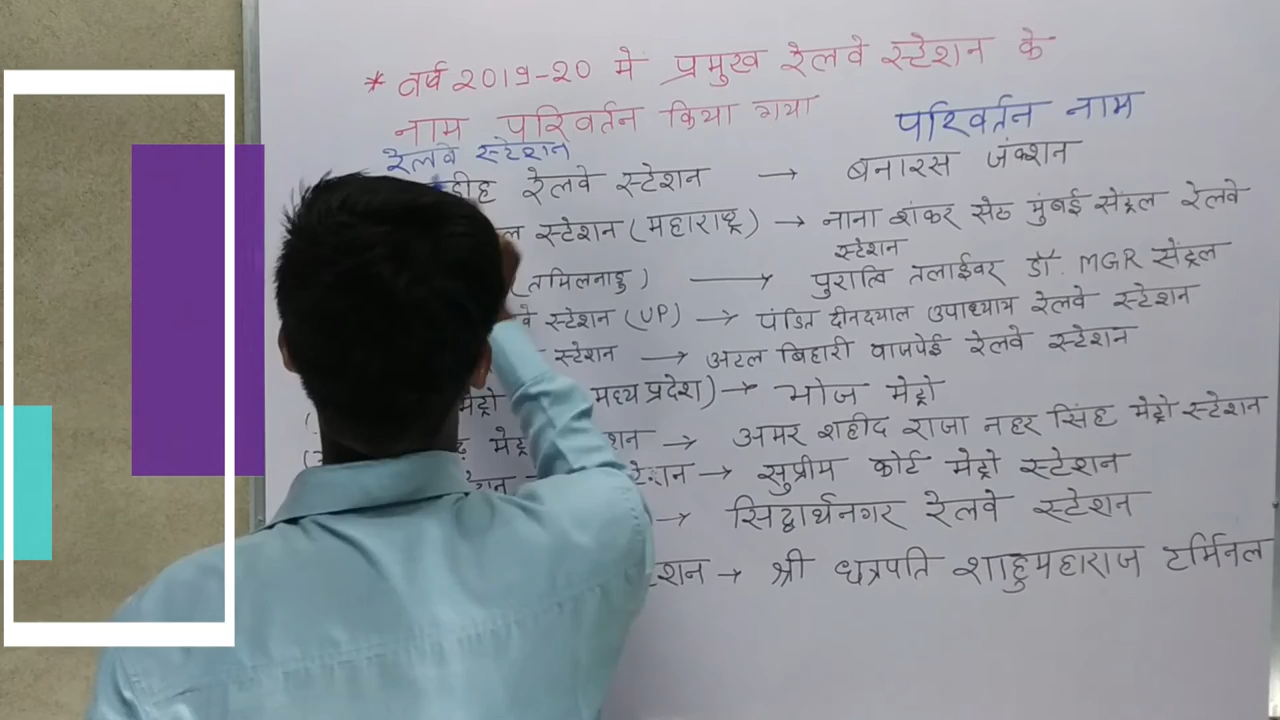 * वर्ष 2019-20 में प्रमुख रेलवे स्टेशन के
नाम परिवर्तन किया गया
रेलवे स्टेशन परिवर्तन नाम
रेलवे स्टेशन → बनारस जंक्शन
स्टेशन (महाराष्ट्र) → नाना शंकर सेठ मुंबई सेंट्रल रेलवे
स्टेशन
(तमिलनाडु) → पुरात्वि तलाईवर डॉ. MGR सेंट्रल
स्टेशन (UP) → पंडित दीनदयाल उपाध्याय रेलवे स्टेशन
स्टेशन → अटल बिहारी वाजपेई रेलवे स्टेशन
मेट्रो मध्य प्रदेश) → भोज मेट्रो
→ अमर शहीद राजा नहर सिंह मेट्रो स्टेशन
→ सुप्रीम कोर्ट मेट्रो स्टेशन
→ सिद्धार्थनगर रेलवे स्टेशन
→ श्री छत्रपति शाहुमहाराज टर्मिनल